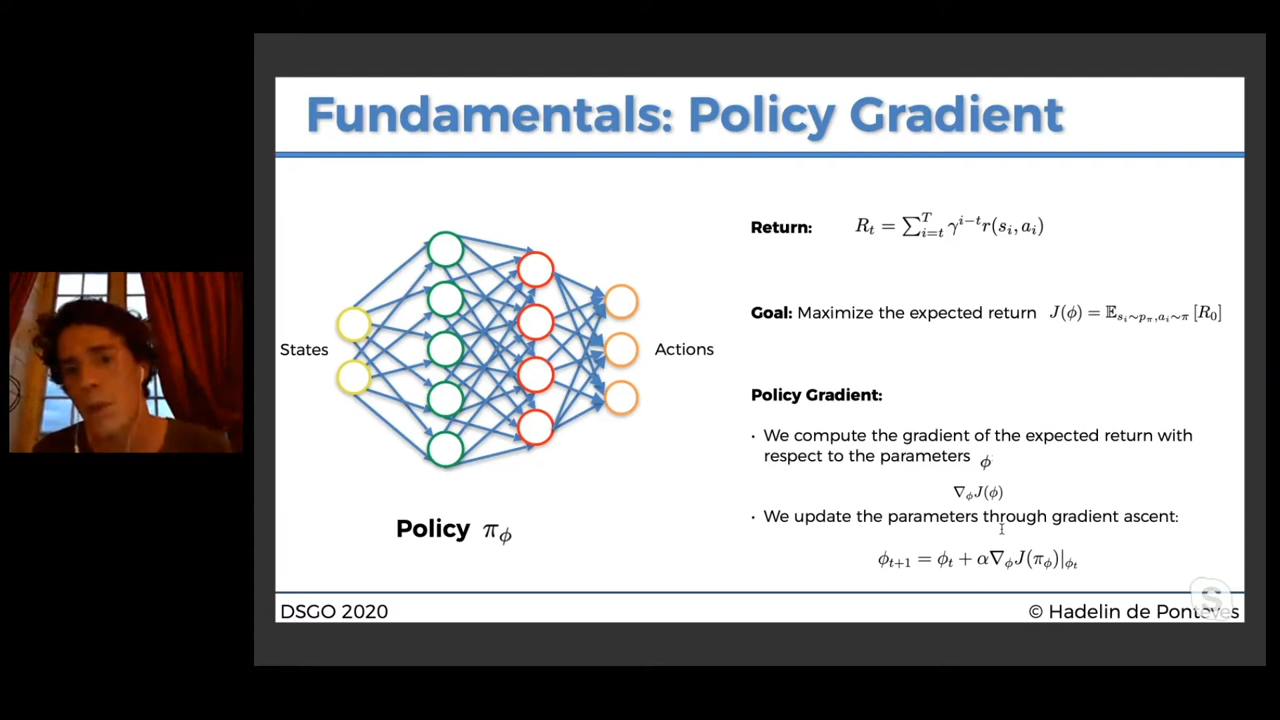 Fundamentals: Policy Gradient
Return: R_t = ∑_{i=t}^{T} γ^{i−t} r(s_i, a_i)
Goal: Maximize the expected return J(ϕ) = 𝔼_{s_i∼p_π, a_i∼π} [R_0]
States
Actions
Policy π_ϕ
Policy Gradient:
· We compute the gradient of the expected return with
respect to the parameters ϕ
∇_ϕ J(ϕ)
· We update the parameters through gradient ascent:
ϕ_{t+1} = ϕ_t + α∇_ϕ J(π_ϕ)|_{ϕ_t}
DSGO 2020
© Hadelin de Ponteves